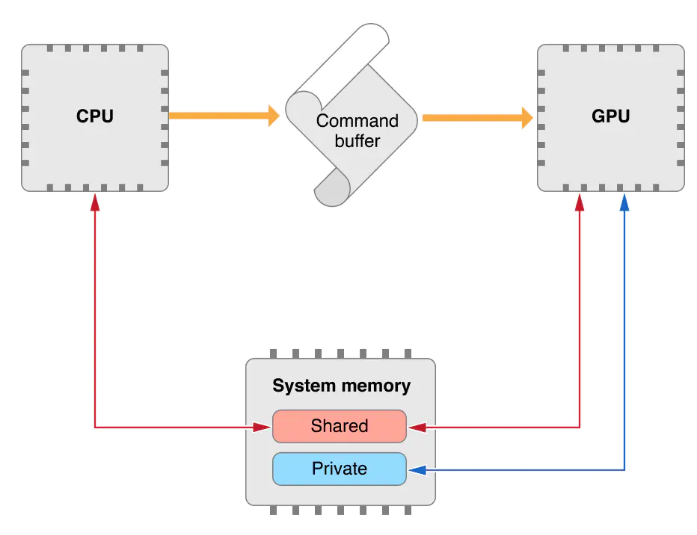 CPU
Command
buffer
GPU
System memory
Shared
Private